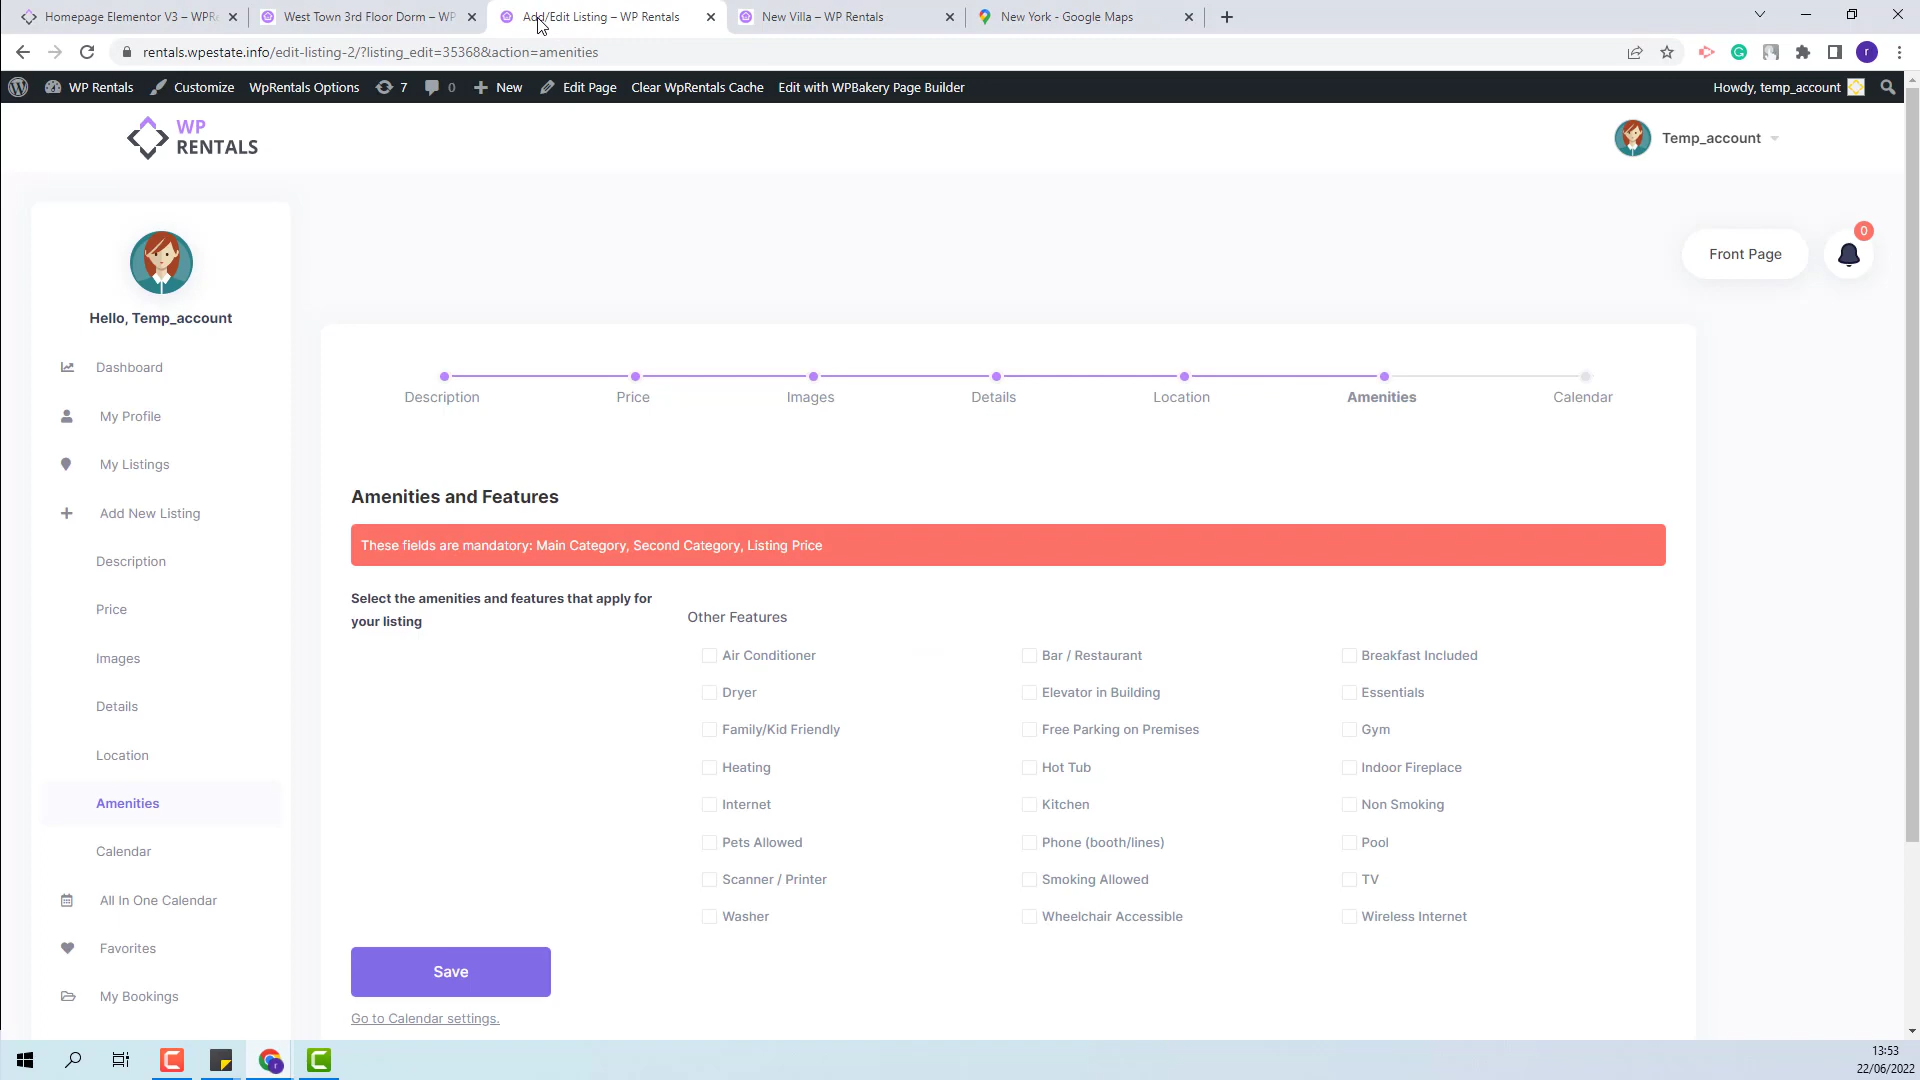 Homepage Elementor V3 – WPR
West Town 3rd Floor Dorm – WP
Add/Edit Listing – WP Rentals
New Villa – WP Rentals
New York - Google Maps
rentals.wpestate.info/edit-listing-2/?listing_edit=35368&action=amenities
r
WP Rentals
Customize
WpRentals Options
7
0
New
Edit Page
Clear WpRentals Cache
Edit with WPBakery Page Builder
Howdy, temp_account
WP
RENTALS
Temp_account
Front Page
0
Hello, Temp_account
Dashboard
My Profile
My Listings
Add New Listing
Description
Price
Images
Details
Location
Amenities
Calendar
All In One Calendar
Favorites
My Bookings
Description
Price
Images
Details
Location
Amenities
Calendar
Amenities and Features
These fields are mandatory: Main Category, Second Category, Listing Price
Select the amenities and features that apply for
your listing
Other Features
Air Conditioner
Bar / Restaurant
Breakfast Included
Dryer
Elevator in Building
Essentials
Family/Kid Friendly
Free Parking on Premises
Gym
Heating
Hot Tub
Indoor Fireplace
Internet
Kitchen
Non Smoking
Pets Allowed
Phone (booth/lines)
Pool
Scanner / Printer
Smoking Allowed
TV
Washer
Wheelchair Accessible
Wireless Internet
Save
Go to Calendar settings.
13:53
22/06/2022